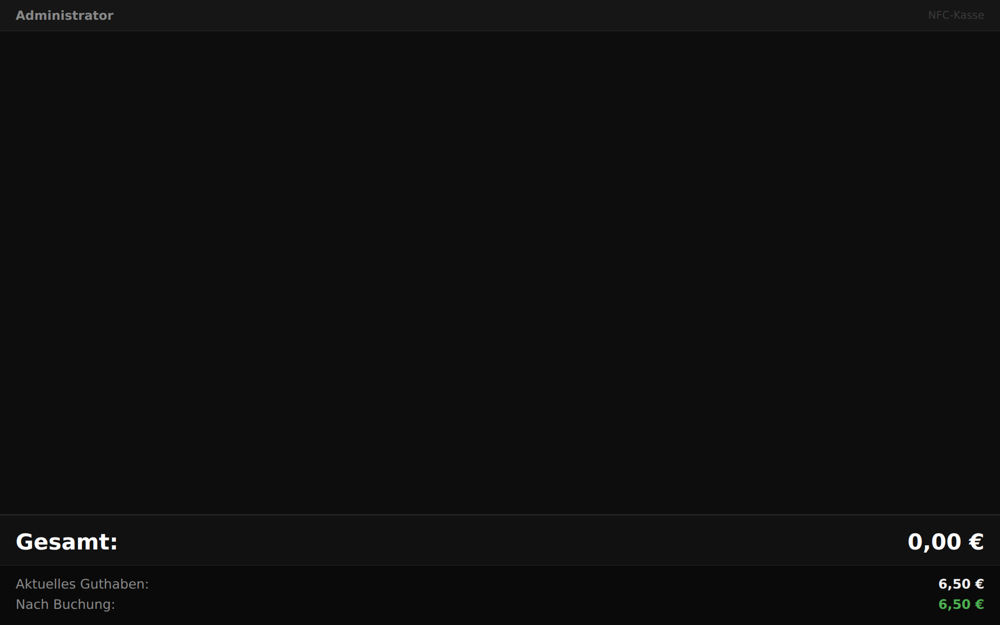 Administrator
NFC-Kasse
Gesamt: 0,00 €
Aktuelles Guthaben: 6,50 €
Nach Buchung: 6,50 €